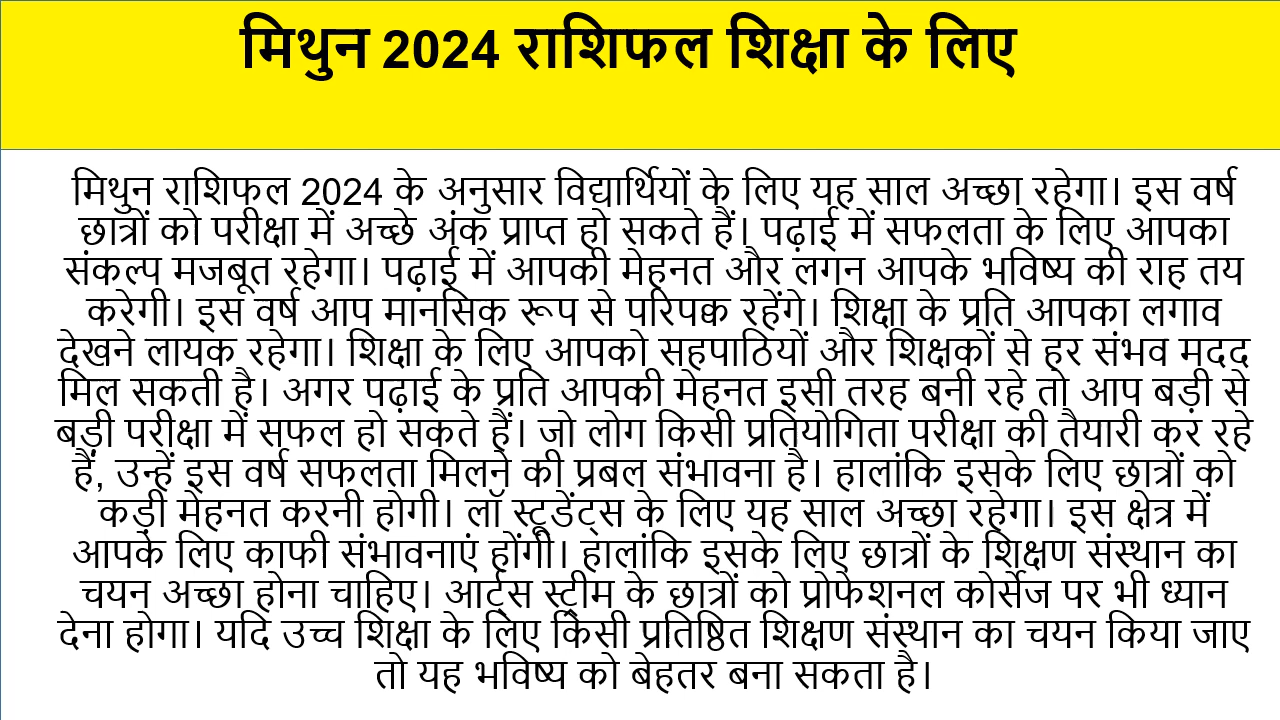 मिथुन 2024 राशिफल शिक्षा के लिए
मिथुन राशिफल 2024 के अनुसार विद्यार्थियों के लिए यह साल अच्छा रहेगा। इस वर्ष
छात्रों को परीक्षा में अच्छे अंक प्राप्त हो सकते हैं। पढ़ाई में सफलता के लिए आपका
संकल्प मजबूत रहेगा। पढ़ाई में आपकी मेहनत और लगन आपके भविष्य की राह तय
करेगी। इस वर्ष आप मानसिक रूप से परिपक्व रहेंगे। शिक्षा के प्रति आपका लगाव
देखने लायक रहेगा। शिक्षा के लिए आपको सहपाठियों और शिक्षकों से हर संभव मदद
मिल सकती है। अगर पढ़ाई के प्रति आपकी मेहनत इसी तरह बनी रहे तो आप बड़ी से
बड़ी परीक्षा में सफल हो सकते हैं। जो लोग किसी प्रतियोगिता परीक्षा की तैयारी कर रहे
हैं, उन्हें इस वर्ष सफलता मिलने की प्रबल संभावना है। हालांकि इसके लिए छात्रों को
कड़ी मेहनत करनी होगी। लॉ स्टूडेंट्स के लिए यह साल अच्छा रहेगा। इस क्षेत्र में
आपके लिए काफी संभावनाएं होंगी। हालांकि इसके लिए छात्रों के शिक्षण संस्थान का
चयन अच्छा होना चाहिए। आर्ट्स स्ट्रीम के छात्रों को प्रोफेशनल कोर्सेज पर भी ध्यान
देना होगा। यदि उच्च शिक्षा के लिए किसी प्रतिष्ठित शिक्षण संस्थान का चयन किया जाए
तो यह भविष्य को बेहतर बना सकता है।